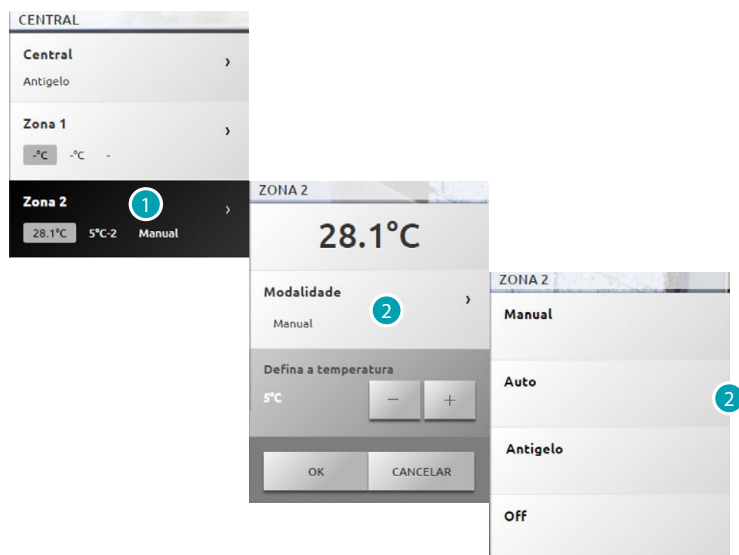 CENTRAL
Central
Antigelo
Zona 1
-°C -°C -
Zona 2 1
28.1°C 5°C-2 Manual
ZONA 2
28.1°C
Modalidade
2
Manual
Defina a temperatura
5°C − +
OK CANCELAR
ZONA 2
Manual
Auto
2
Antigelo
Off